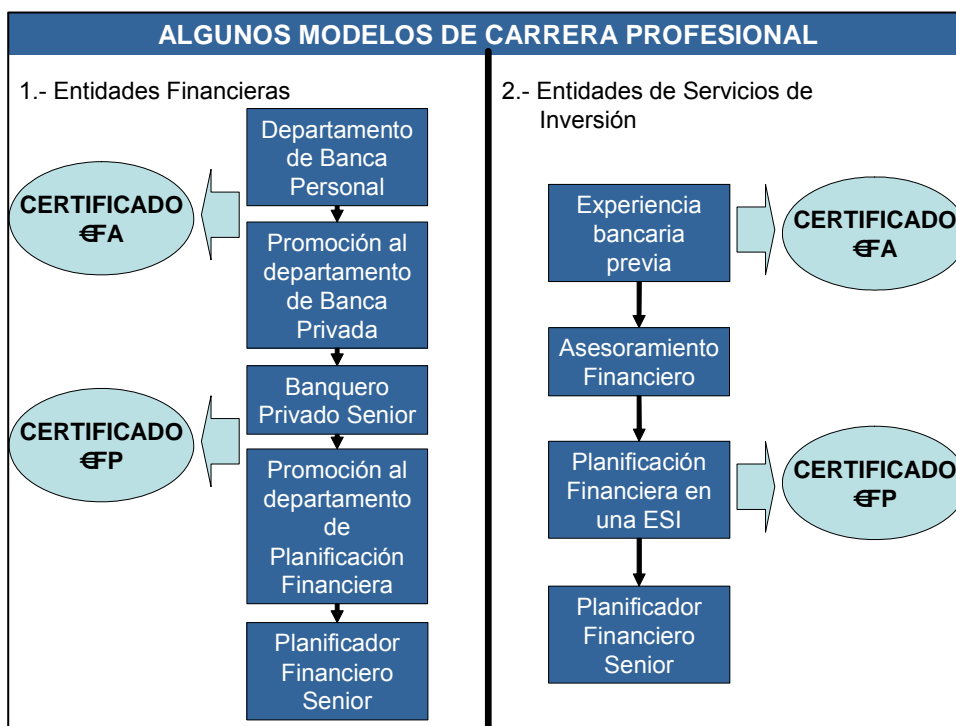 ALGUNOS MODELOS DE CARRERA PROFESIONAL
1.- Entidades Financieras
Departamento
de Banca
Personal
CERTIFICADO
€FA
Promoción al
departamento
de Banca
Privada
Banquero
Privado Senior
CERTIFICADO
€FP
Promoción al
departamento
de
Planificación
Financiera
Planificador
Financiero
Senior
2.- Entidades de Servicios de
Inversión
Experiencia
bancaria
previa
CERTIFICADO
€FA
Asesoramiento
Financiero
Planificación
Financiera en
una ESI
CERTIFICADO
€FP
Planificador
Financiero
Senior